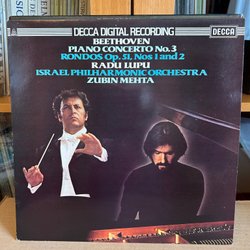 DECCA DIGITAL RECORDING
DECCA
BEETHOVEN
PIANO CONCERTO No. 3
RONDOS Op. 51, Nos 1 and 2
RADU LUPU
ISRAEL PHILHARMONIC ORCHESTRA
ZUBIN MEHTA